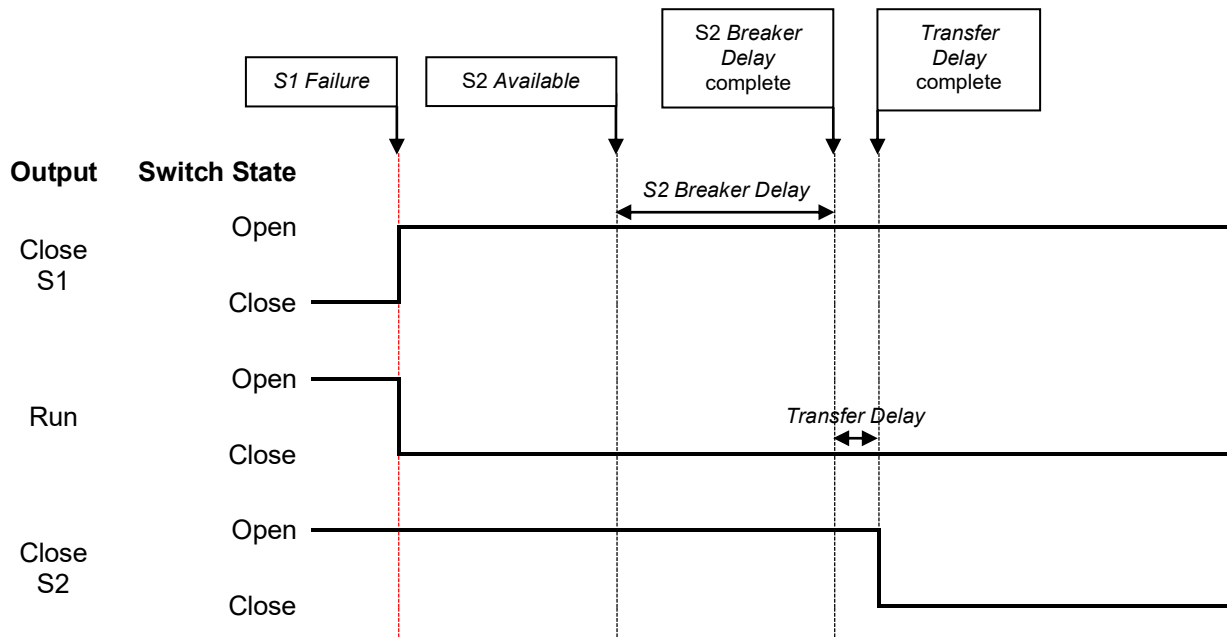 S2 Breaker
Delay
complete
Transfer
Delay
complete
S1 Failure
S2 Available
Output
Switch State
S2 Breaker Delay
Open
Close
S1
Close
Open
Run
Transfer Delay
Close
Open
Close
S2
Close